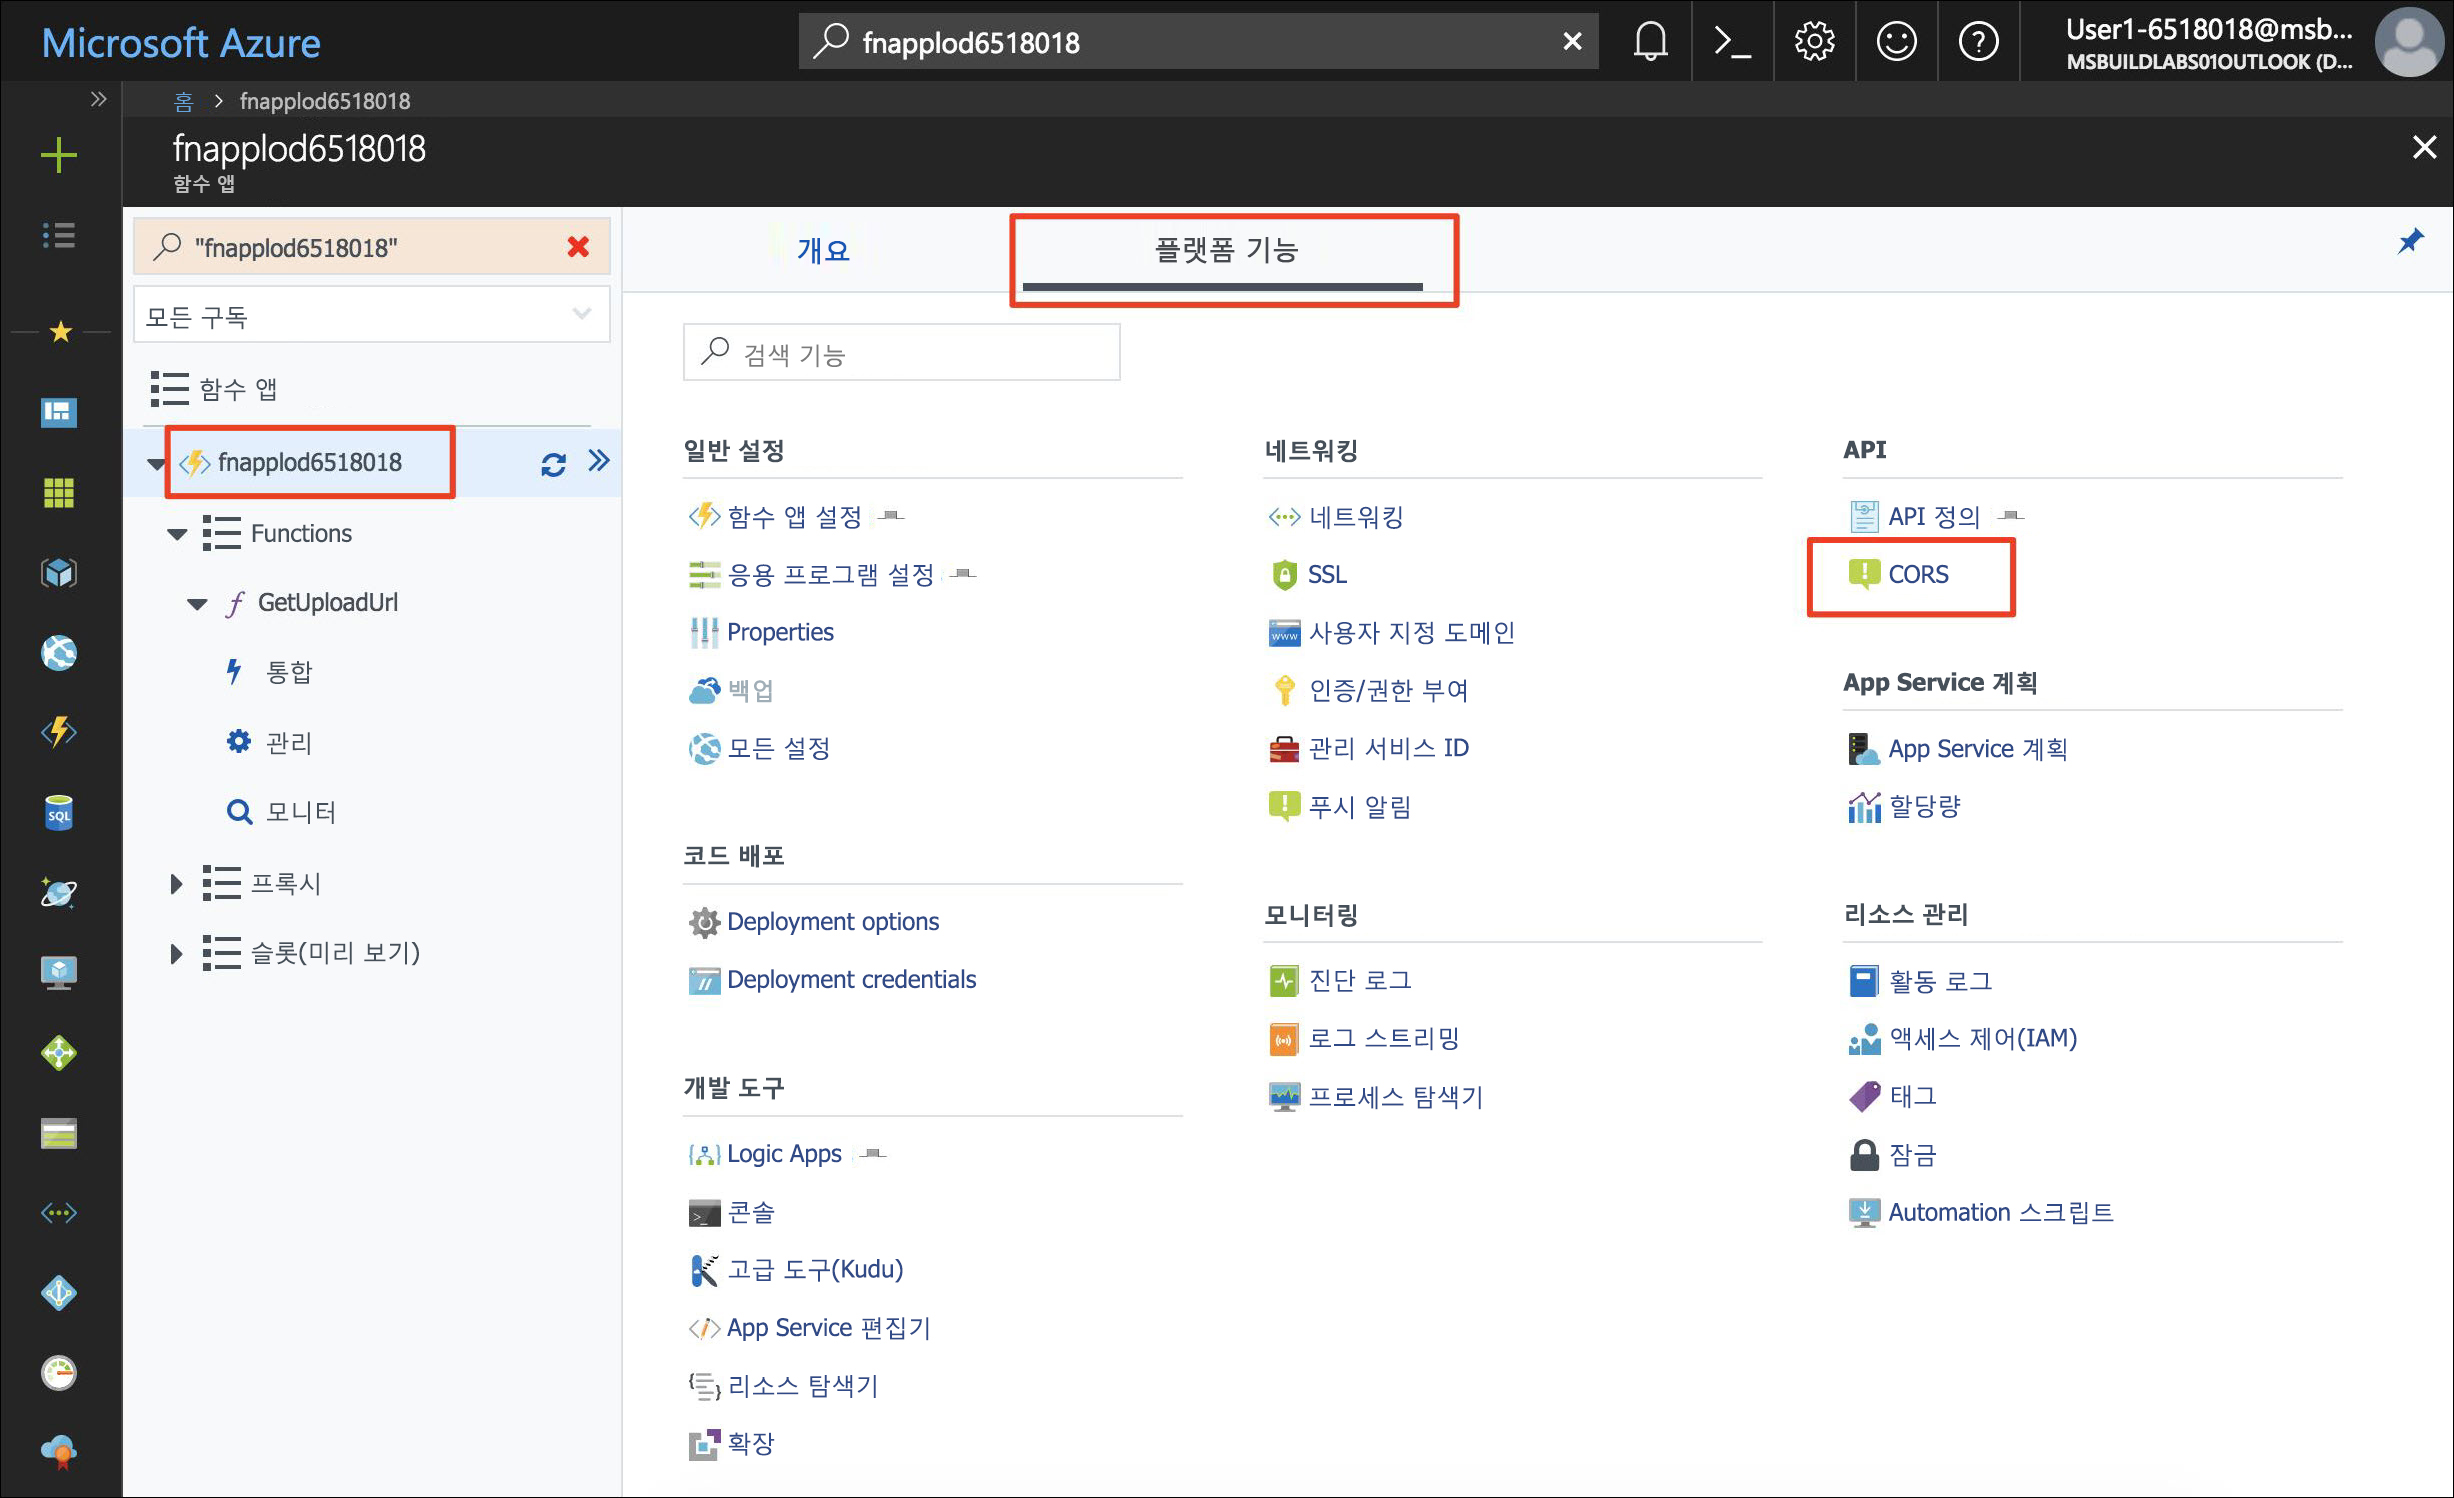 Microsoft Azure
fnapplod6518018
User1-6518018@msb...
MSBUILDLABS01OUTLOOK (D...
홈 > fnapplod6518018
fnapplod6518018
함수 앱
"fnapplod6518018"
모든 구독
함수 앱
fnapplod6518018
Functions
GetUploadUrl
통합
관리
모니터
프록시
슬롯(미리 보기)
개요
플랫폼 기능
검색 기능
일반 설정
함수 앱 설정
응용 프로그램 설정
Properties
백업
모든 설정
코드 배포
Deployment options
Deployment credentials
개발 도구
Logic Apps
콘솔
고급 도구(Kudu)
App Service 편집기
리소스 탐색기
확장
네트워킹
네트워킹
SSL
사용자 지정 도메인
인증/권한 부여
관리 서비스 ID
푸시 알림
모니터링
진단 로그
로그 스트리밍
프로세스 탐색기
API
API 정의
CORS
App Service 계획
App Service 계획
할당량
리소스 관리
활동 로그
액세스 제어(IAM)
태그
잠금
Automation 스크립트
SQL
www